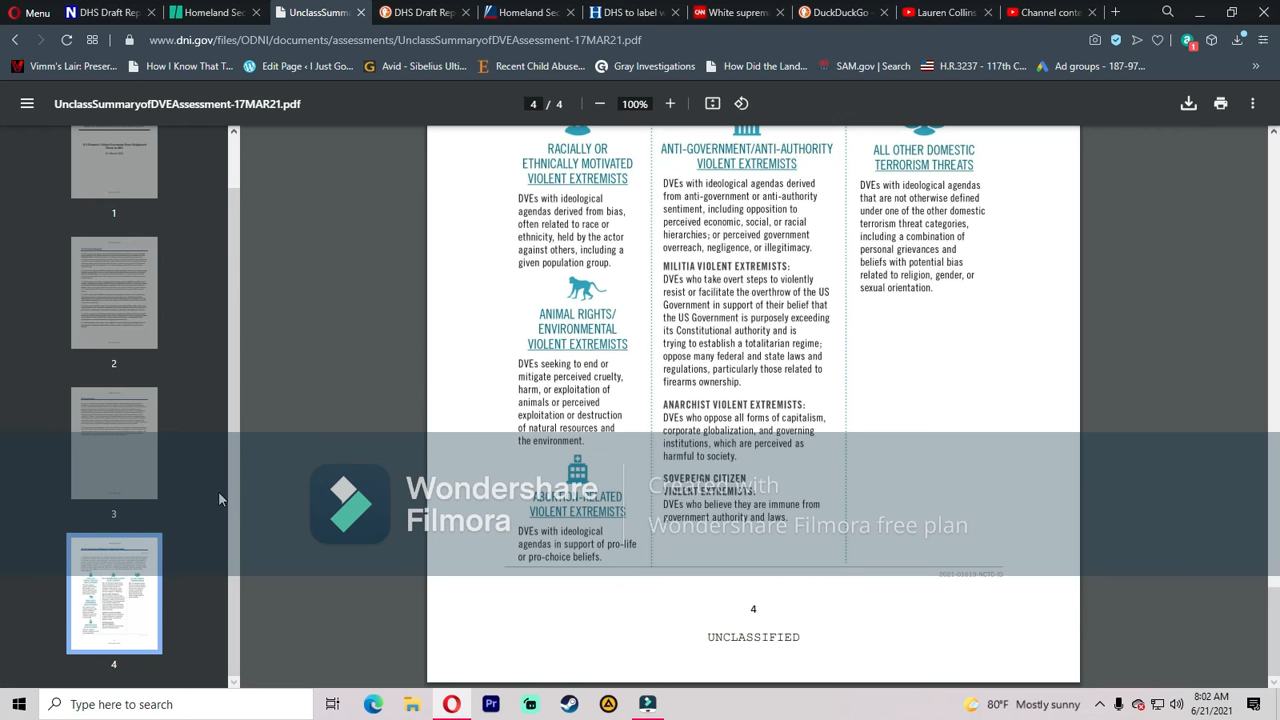 Menu
N DHS Draft Rep
Homeland Sec
UnclassSumma
DHS Draft Rep
Homeland Sec
DHS to label w
White suprem
DHS Draft Rep
DuckDuckGo -
Lauren Collins
Channel conte
www.dni.gov/files/ODNI/documents/assessments/UnclassSummaryofDVEAssessment-17MAR21.pdf
1
Vimm's Lair: Preser...
How I Know That T...
Edit Page ‹ I Just Go...
Avid - Sibelius Ulti...
Recent Child Abuse...
Gray Investigations
How Did the Land...
SAM.gov | Search
H.R.3237 - 117th C...
Ad groups - 187-97...
UnclassSummaryofDVEAssessment-17MAR21.pdf
4 / 4
100%
1
2
3
4
RACIALLY OR
ETHNICALLY MOTIVATED
VIOLENT EXTREMISTS
DVEs with ideological
agendas derived from bias,
often related to race or
ethnicity, held by the actor
against others, including a
given population group.
ANIMAL RIGHTS/
ENVIRONMENTAL
VIOLENT EXTREMISTS
DVEs seeking to end or
mitigate perceived cruelty,
harm, or exploitation of
animals or perceived
exploitation or destruction
of natural resources and
the environment.
ABORTION-RELATED
VIOLENT EXTREMISTS
DVEs with ideological
agendas in support of pro-life
or pro-choice beliefs.
ANTI-GOVERNMENT/ANTI-AUTHORITY
VIOLENT EXTREMISTS
DVEs with ideological agendas derived
from anti-government or anti-authority
sentiment, including opposition to
perceived economic, social, or racial
hierarchies; or perceived government
overreach, negligence, or illegitimacy.
MILITIA VIOLENT EXTREMISTS:
DVEs who take overt steps to violently
resist or facilitate the overthrow of the US
Government in support of their belief that
the US Government is purposely exceeding
its Constitutional authority and is
trying to establish a totalitarian regime;
oppose many federal and state laws and
regulations, particularly those related to
firearms ownership.
ANARCHIST VIOLENT EXTREMISTS:
DVEs who oppose all forms of capitalism,
corporate globalization, and governing
institutions, which are perceived as
harmful to society.
SOVEREIGN CITIZEN
VIOLENT EXTREMISTS:
DVEs who believe they are immune from
government authority and laws.
ALL OTHER DOMESTIC
TERRORISM THREATS
DVEs with ideological agendas
that are not otherwise defined
under one of the other domestic
terrorism threat categories,
including a combination of
personal grievances and
beliefs with potential bias
related to religion, gender, or
sexual orientation.
Wondershare
Filmora
Created with
Wondershare Filmora free plan
4
UNCLASSIFIED
Type here to search
80°F Mostly sunny
8:02 AM
6/21/2021